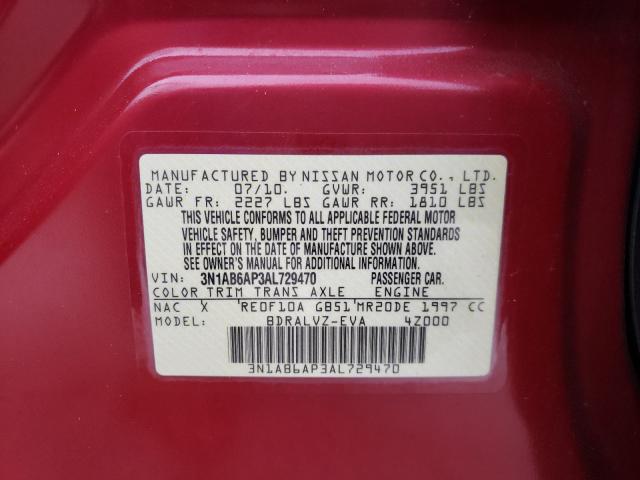 MANUFACTURED BY NISSAN MOTOR CO., LTD.
DATE: 07/10. GVWR: 3951 LBS
GAWR FR: 2227 LBS GAWR RR: 1810 LBS
THIS VEHICLE CONFORMS TO ALL APPLICABLE FEDERAL MOTOR
VEHICLE SAFETY, BUMPER AND THEFT PREVENTION STANDARDS
IN EFFECT ON THE DATE OF MANUFACTURE SHOWN ABOVE.
SEE OWNER'S MANUAL FOR ADDITIONAL INFORMATION.
VIN: 3N1AB6AP3AL729470 PASSENGER CAR.
COLOR TRIM TRANS AXLE ENGINE
NAC X 'RE0F10A GB51'MR20DE 1997 CC
MODEL: BDRALVZ-EVA 4Z000
3N1AB6AP3AL729470